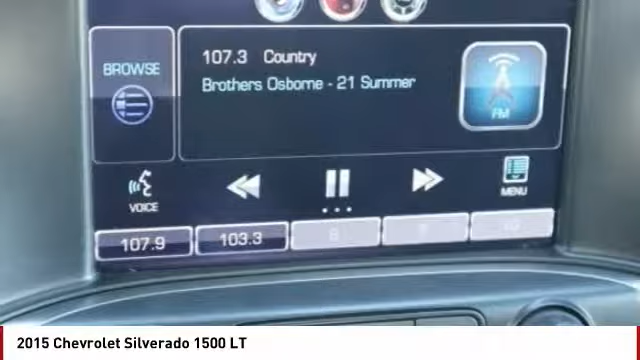 107.3 Country
BROWSE
Brothers Osborne - 21 Summer
FM
VOICE
MENU
107.9 103.3
2015 Chevrolet Silverado 1500 LT